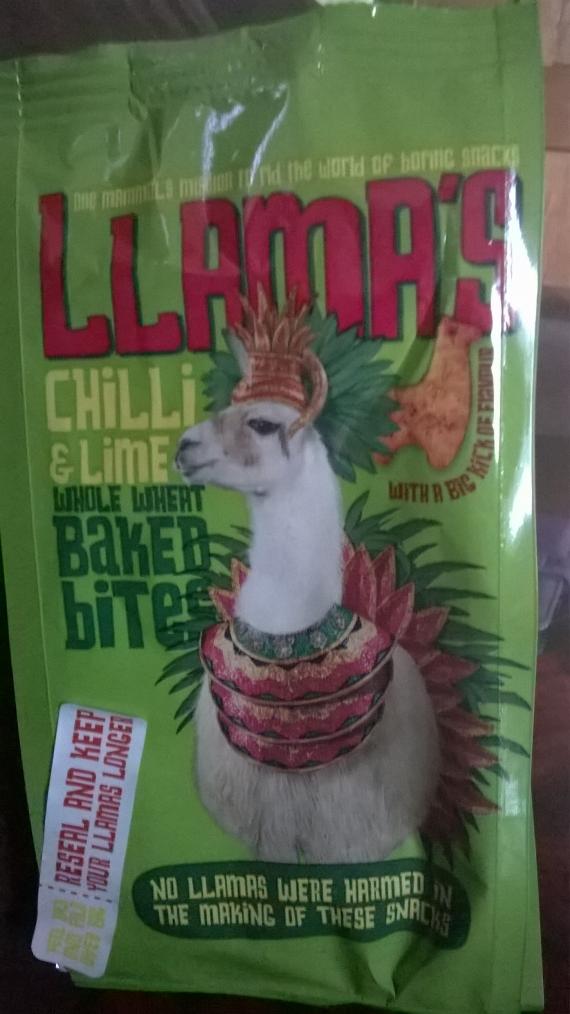 One mammal's mission to rid the world of boring snacks
LLAMA'S
CHILLI
& LIME
WHOLE WHEAT
BAKED
BITES
WITH A BIG KICK OF FLAVOUR
RESEAL AND KEEP
YOUR LLAMAS LONGER
NO LLAMAS WERE HARMED IN
THE MAKING OF THESE SNACKS